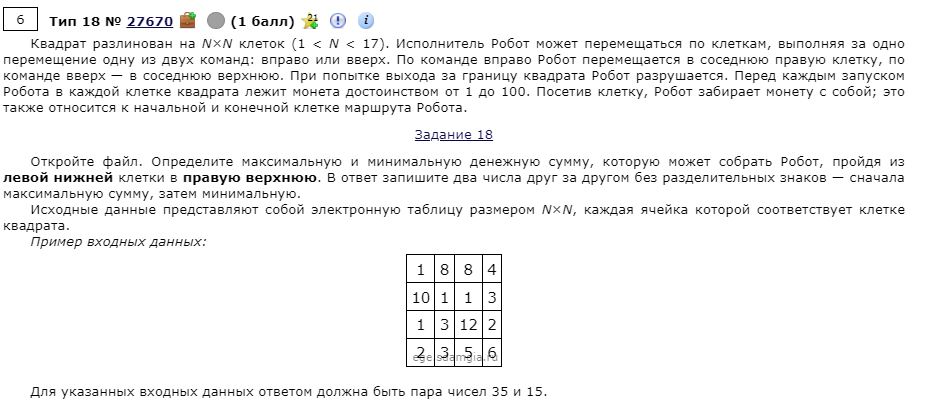 6 Тип 18 № 27670 (1 балл) 21 i
Квадрат разлинован на N×N клеток (1 < N < 17). Исполнитель Робот может перемещаться по клеткам, выполняя за одно
перемещение одну из двух команд: вправо или вверх. По команде вправо Робот перемещается в соседнюю правую клетку, по
команде вверх — в соседнюю верхнюю. При попытке выхода за границу квадрата Робот разрушается. Перед каждым запуском
Робота в каждой клетке квадрата лежит монета достоинством от 1 до 100. Посетив клетку, Робот забирает монету с собой; это
также относится к начальной и конечной клетке маршрута Робота.
Задание 18
Откройте файл. Определите максимальную и минимальную денежную сумму, которую может собрать Робот, пройдя из
левой нижней клетки в правую верхнюю. В ответ запишите два числа друг за другом без разделительных знаков — сначала
максимальную сумму, затем минимальную.
Исходные данные представляют собой электронную таблицу размером N×N, каждая ячейка которой соответствует клетке
квадрата.
Пример входных данных:
1 8 8 4
10 1 1 3
1 3 12 2
2 3 5 6
ege.sdamgia.ru
Для указанных входных данных ответом должна быть пара чисел 35 и 15.